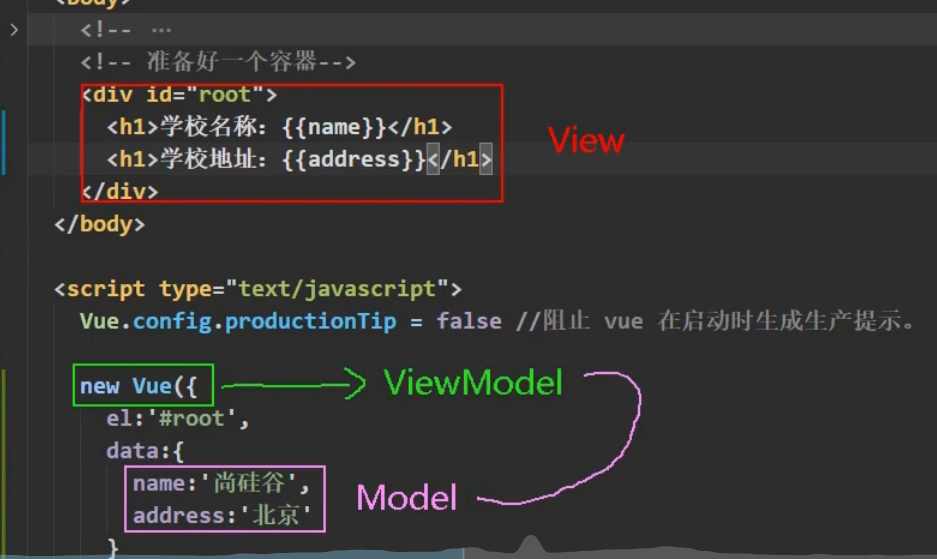 <body>
<!-- ...
<!-- 准备好一个容器-->
<div id="root">
<h1>学校名称：{{name}}</h1>
<h1>学校地址：{{address}}</h1>
View
</div>
</body>
<script type="text/javascript">
Vue.config.productionTip = false //阻止 vue 在启动时生成生产提示。
new Vue({
ViewModel
el:'#root',
data:{
name:'尚硅谷',
Model
address:'北京'
}